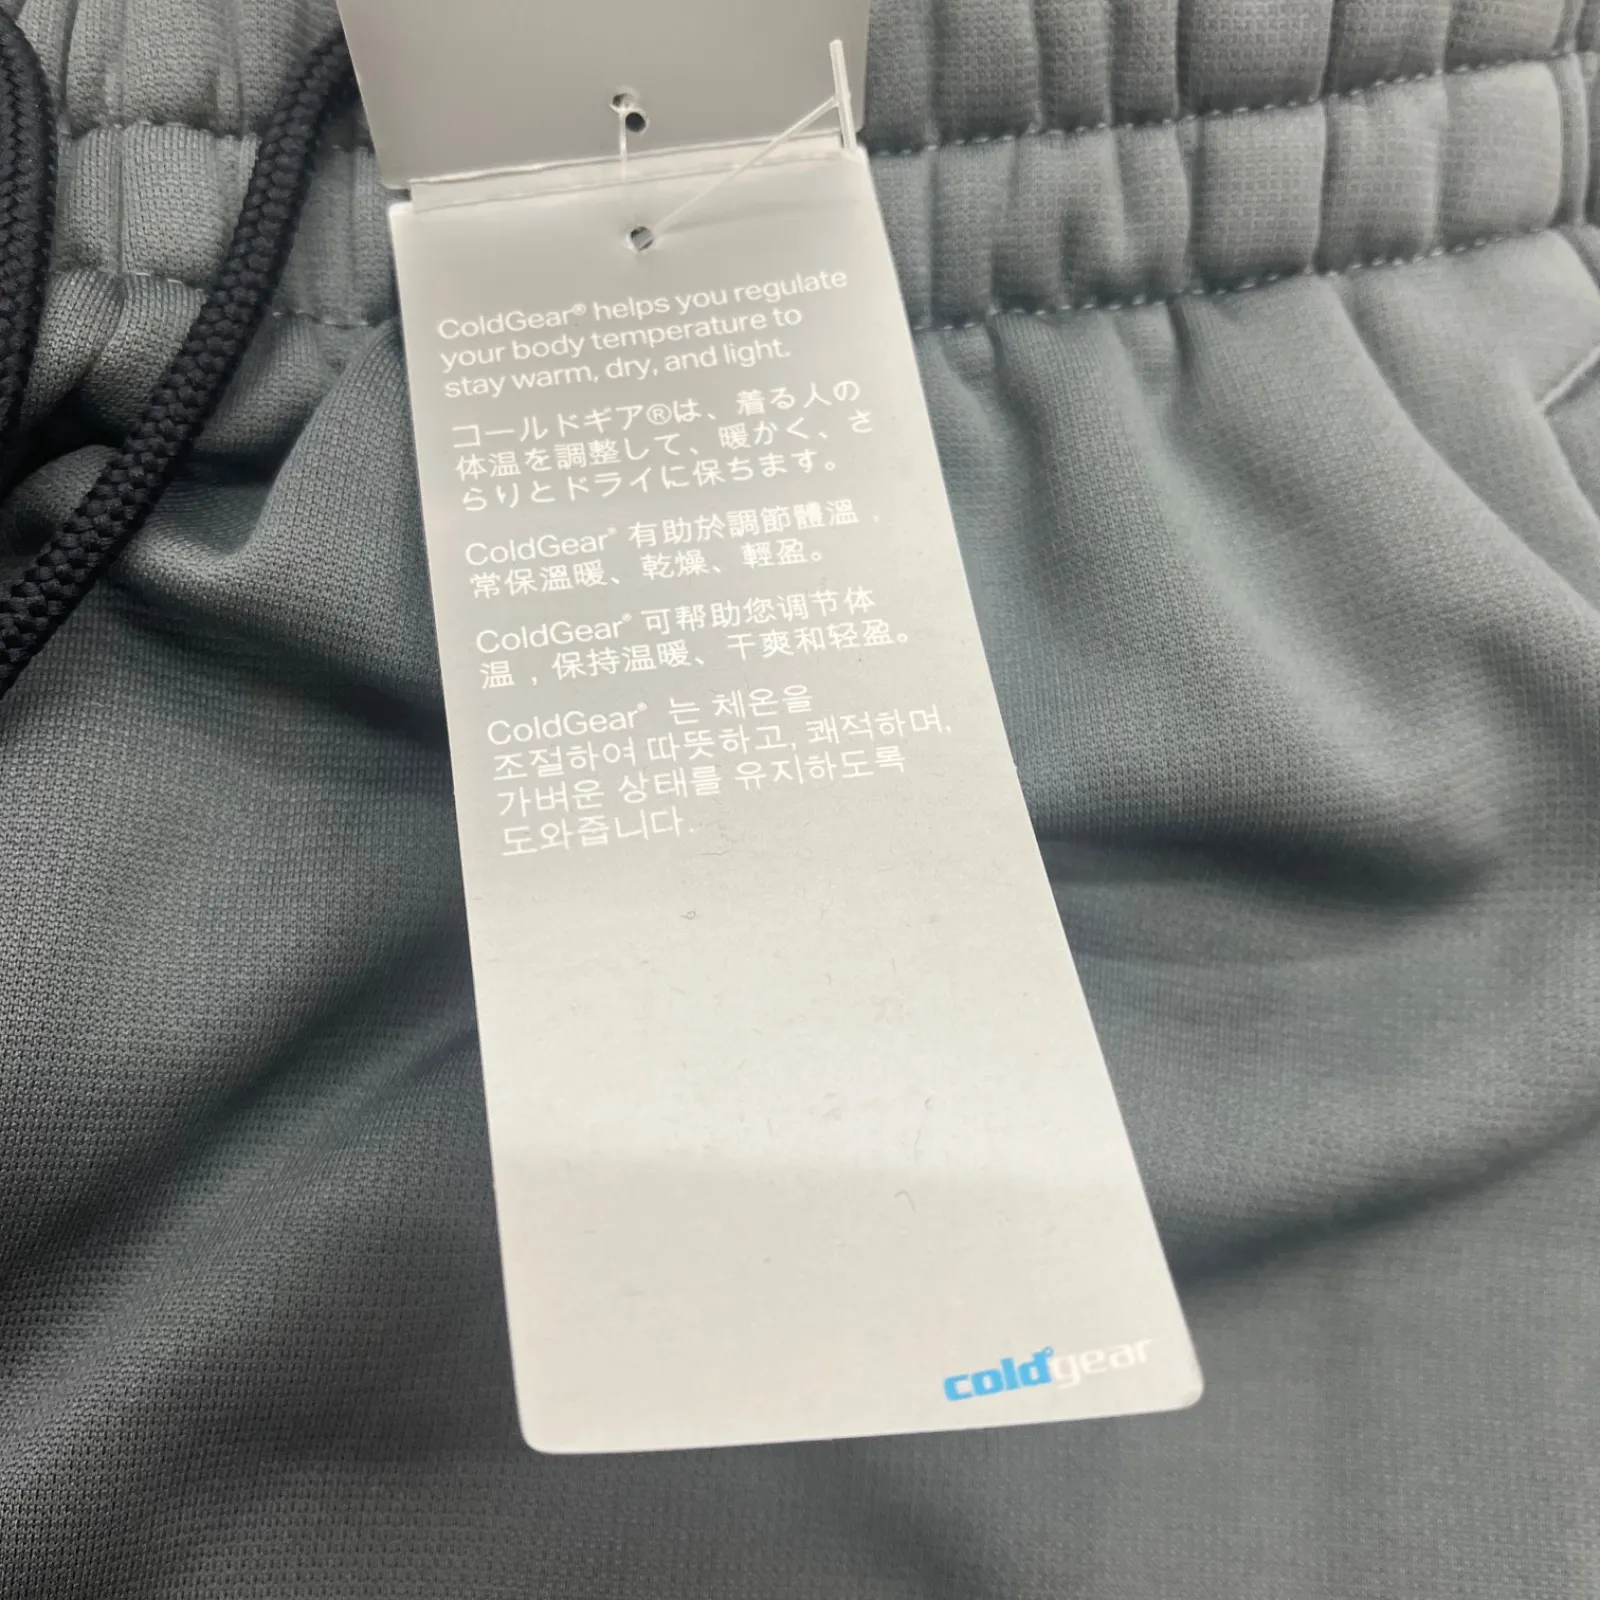 ColdGear® helps you regulate
your body temperature to
stay warm, dry, and light.
コールドギア®は、着る人の
体温を調整して、暖かく、さ
らりとドライに保ちます。
ColdGear® 有助於調節體溫，
常保溫暖、乾燥、輕盈。
ColdGear® 可帮助您调节体
温，保持温暖、干爽和轻盈。
ColdGear® 는 체온을
조절하여 따뜻하고, 쾌적하며,
가벼운 상태를 유지하도록
도와줍니다.
coldgear